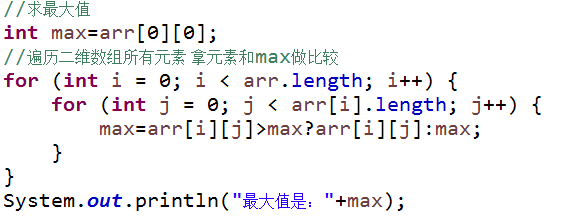 //求最大值
int max=arr[0][0];
//遍历二维数组所有元素 拿元素和max做比较
for (int i = 0; i < arr.length; i++) {
    for (int j = 0; j < arr[i].length; j++) {
        max=arr[i][j]>max?arr[i][j]:max;
    }
}
System.out.println("最大值是："+max);